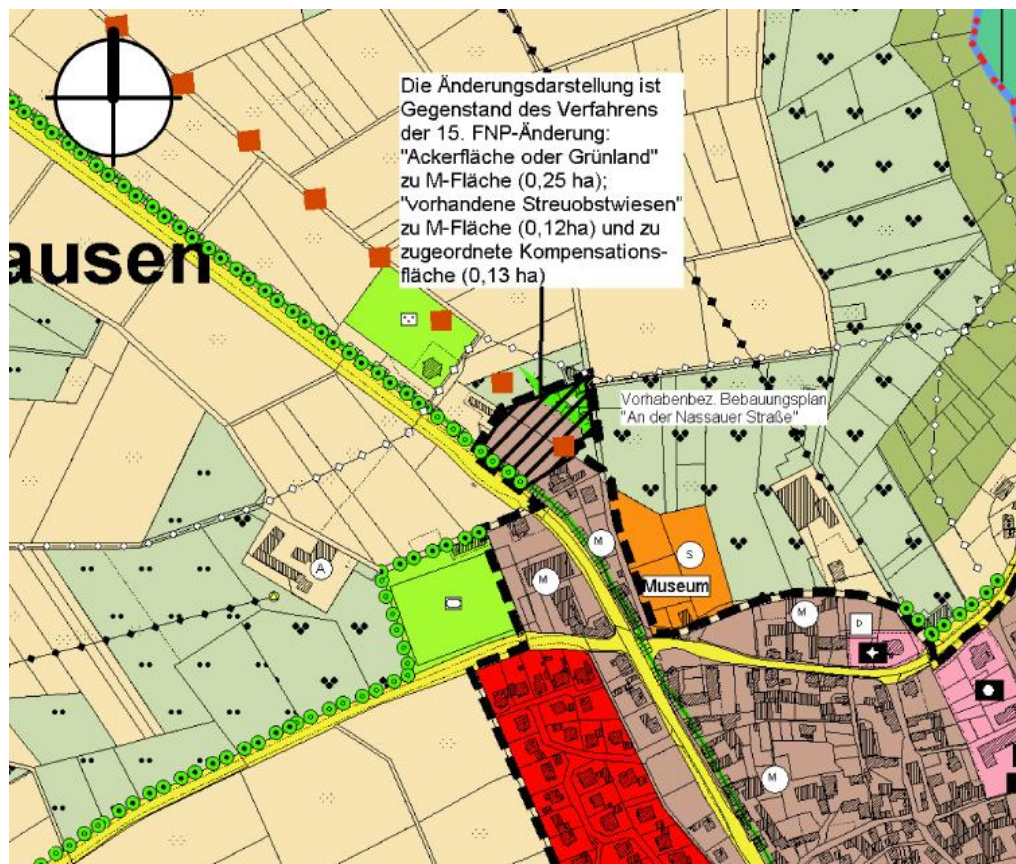 Die Änderungsdarstellung ist
Gegenstand des Verfahrens
der 15. FNP-Änderung:
"Ackerfläche oder Grünland"
zu M-Fläche (0,25 ha);
"vorhandene Streuobstwiesen"
zu M-Fläche (0,12ha) und zu
zugeordnete Kompensations-
fläche (0,13 ha)
ausen
Vorhabenbez. Bebauungsplan
"An der Nassauer Straße"
M
S
A
M
Museum
M
D
M